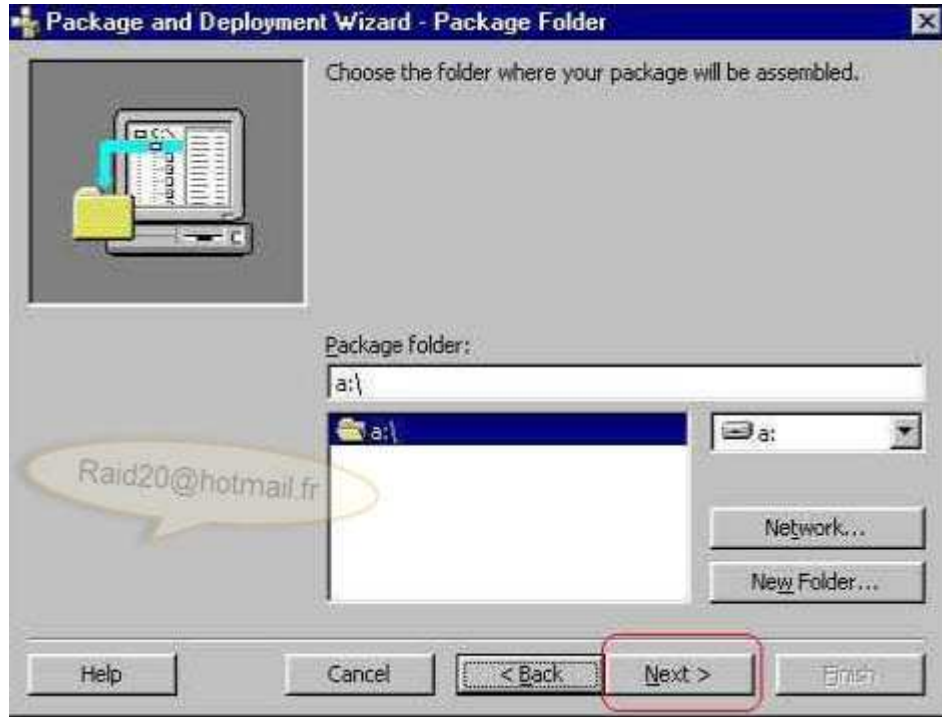 Package and Deployment Wizard - Package Folder
Choose the folder where your package will be assembled.
Package folder:
a:\
a:\
a:
Raid20@hotmail.fr
Network...
New Folder...
Help
Cancel
< Back
Next >
Finish